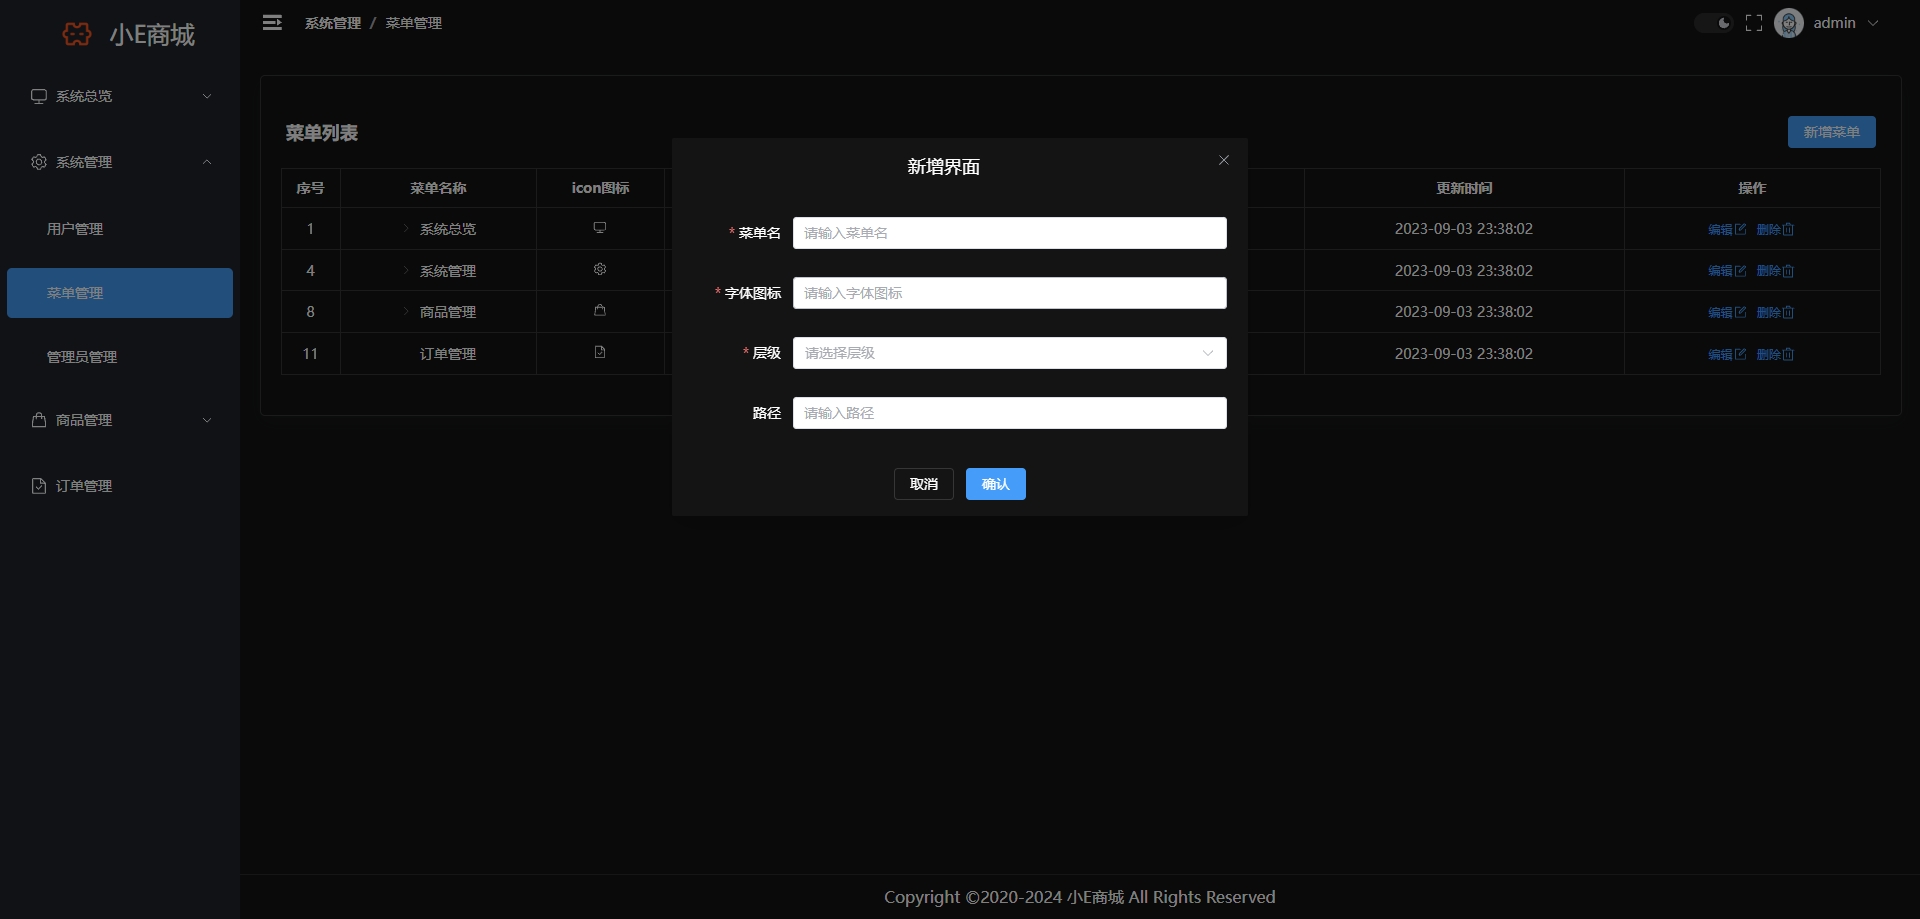 小E商城
系统管理 / 菜单管理
admin
系统总览
系统管理
用户管理
菜单管理
管理员管理
商品管理
订单管理
菜单列表
新增菜单
序号 菜单名称 icon图标 更新时间 操作
1 系统总览 2023-09-03 23:38:02 编辑 删除
4 系统管理 2023-09-03 23:38:02 编辑 删除
8 商品管理 2023-09-03 23:38:02 编辑 删除
11 订单管理 2023-09-03 23:38:02 编辑 删除
新增界面
* 菜单名 请输入菜单名
* 字体图标 请输入字体图标
* 层级 请选择层级
路径 请输入路径
取消 确认
Copyright ©2020-2024 小E商城 All Rights Reserved